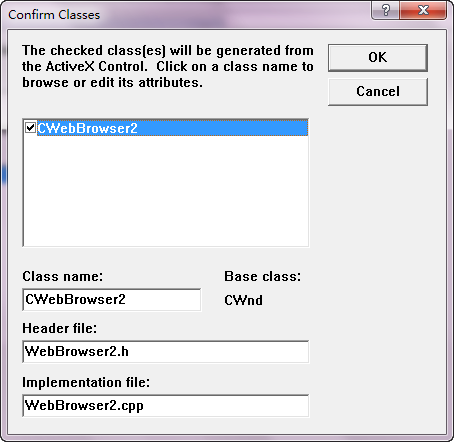 Confirm Classes
The checked class(es) will be generated from
the ActiveX Control.  Click on a class name to
browse or edit its attributes.
OK
Cancel
CWebBrowser2
Class name:
Base class:
CWebBrowser2
CWnd
Header file:
WebBrowser2.h
Implementation file:
WebBrowser2.cpp